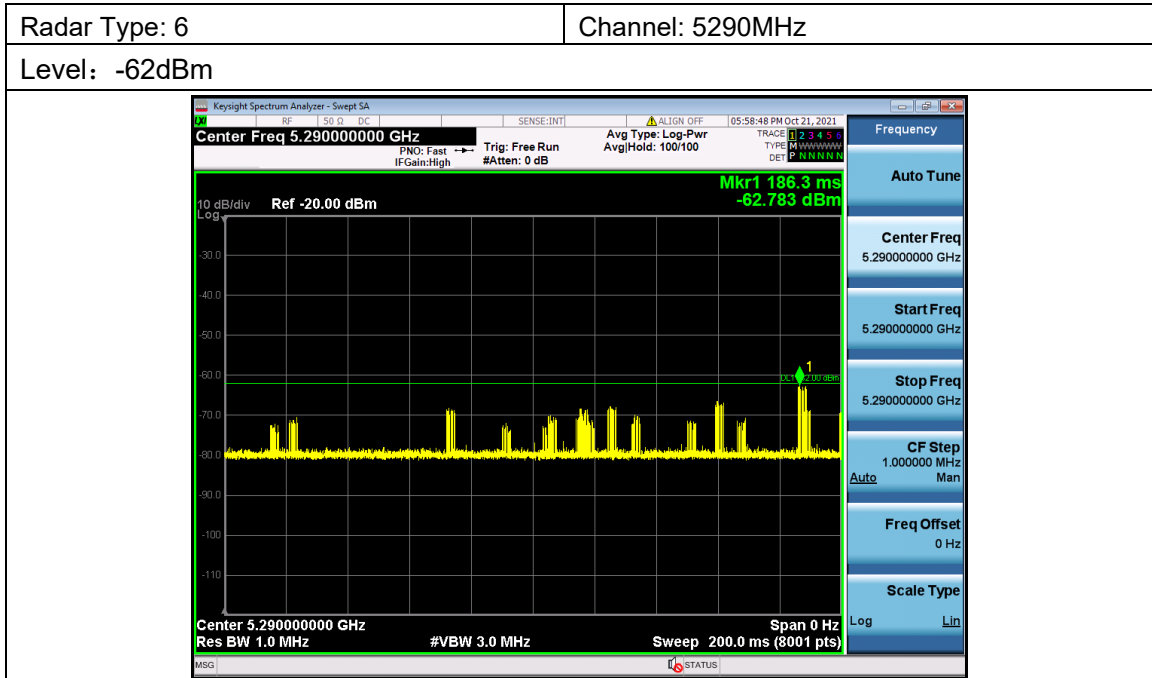 Radar Type: 6
Channel: 5290MHz
Level：-62dBm
Keysight Spectrum Analyzer - Swept SA
LXI RF 50 Ω DC SENSE:INT ALIGN OFF 05:58:48 PM Oct 21, 2021
Center Freq 5.290000000 GHz
PNO: Fast
IFGain:High
Trig: Free Run
#Atten: 0 dB
Avg Type: Log-Pwr
Avg|Hold: 100/100
TRACE 1 2 3 4 5 6
TYPE M WWWWW
DET P N N N N N
Mkr1 186.3 ms
-62.783 dBm
10 dB/div Ref -20.00 dBm
Log
-30.0
-40.0
-50.0
-60.0
-70.0
-80.0
-90.0
-100
-110
1
Center 5.290000000 GHz
Span 0 Hz
Res BW 1.0 MHz
#VBW 3.0 MHz
Sweep 200.0 ms (8001 pts)
MSG
STATUS
Frequency
Auto Tune
Center Freq
5.290000000 GHz
Start Freq
5.290000000 GHz
Stop Freq
5.290000000 GHz
CF Step
1.000000 MHz
Auto Man
Freq Offset
0 Hz
Scale Type
Log Lin